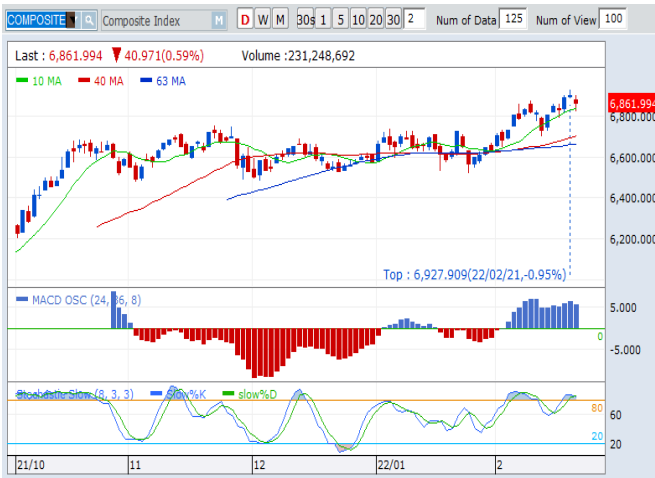 COMPOSITE Composite Index M D W M 30s 1 5 10 20 30 2 Num of Data 125 Num of View 100
Last : 6,861.994 ▼ 40.971(0.59%) Volume :231,248,692
10 MA 40 MA 63 MA
6,861.994
6,800.000
6,600.000
6,400.000
6,200.000
Top : 6,927.909(22/02/21,-0.95%)
MACD OSC (24, 36, 8)
5.000
0
-5.000
Stochastic Slow (8, 3, 3) Slow%K slow%D
80
60
20
20
21/10 11 12 22/01 2